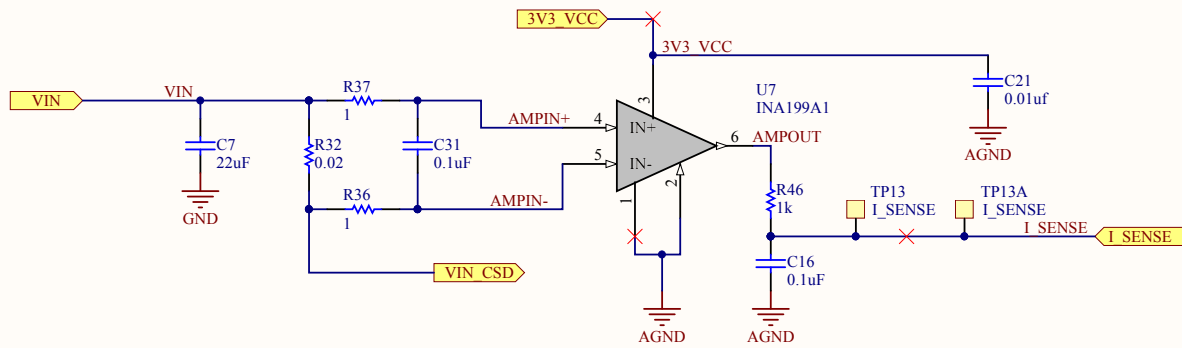 3V3_VCC
3V3_VCC
U7
INA199A1
C21
0.01uf
AGND
VIN
VIN
R37
1
C7
22uF
GND
R32
0.02
C31
0.1uF
R36
1
AMPIN+
AMPIN-
VIN_CSD
4
5
3
IN+
IN-
1
2
6
AMPOUT
R46
1k
TP13
I_SENSE
TP13A
I_SENSE
I_SENSE
I_SENSE
C16
0.1uF
AGND
AGND